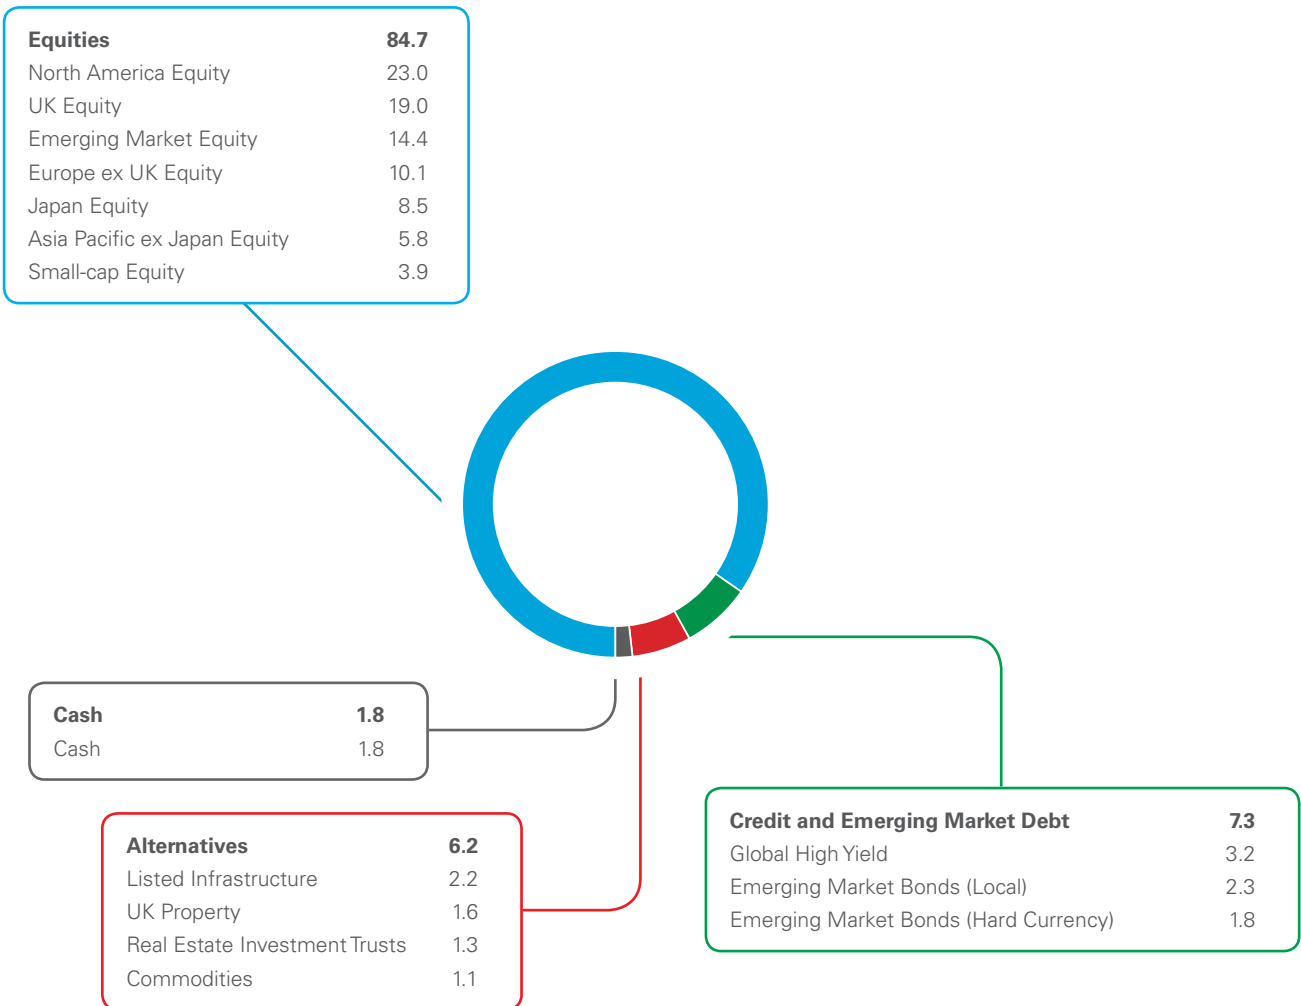 Equities 84.7
North America Equity 23.0
UK Equity 19.0
Emerging Market Equity 14.4
Europe ex UK Equity 10.1
Japan Equity 8.5
Asia Pacific ex Japan Equity 5.8
Small-cap Equity 3.9
Cash 1.8
Cash 1.8
Alternatives 6.2
Listed Infrastructure 2.2
UK Property 1.6
Real Estate Investment Trusts 1.3
Commodities 1.1
Credit and Emerging Market Debt 7.3
Global High Yield 3.2
Emerging Market Bonds (Local) 2.3
Emerging Market Bonds (Hard Currency) 1.8